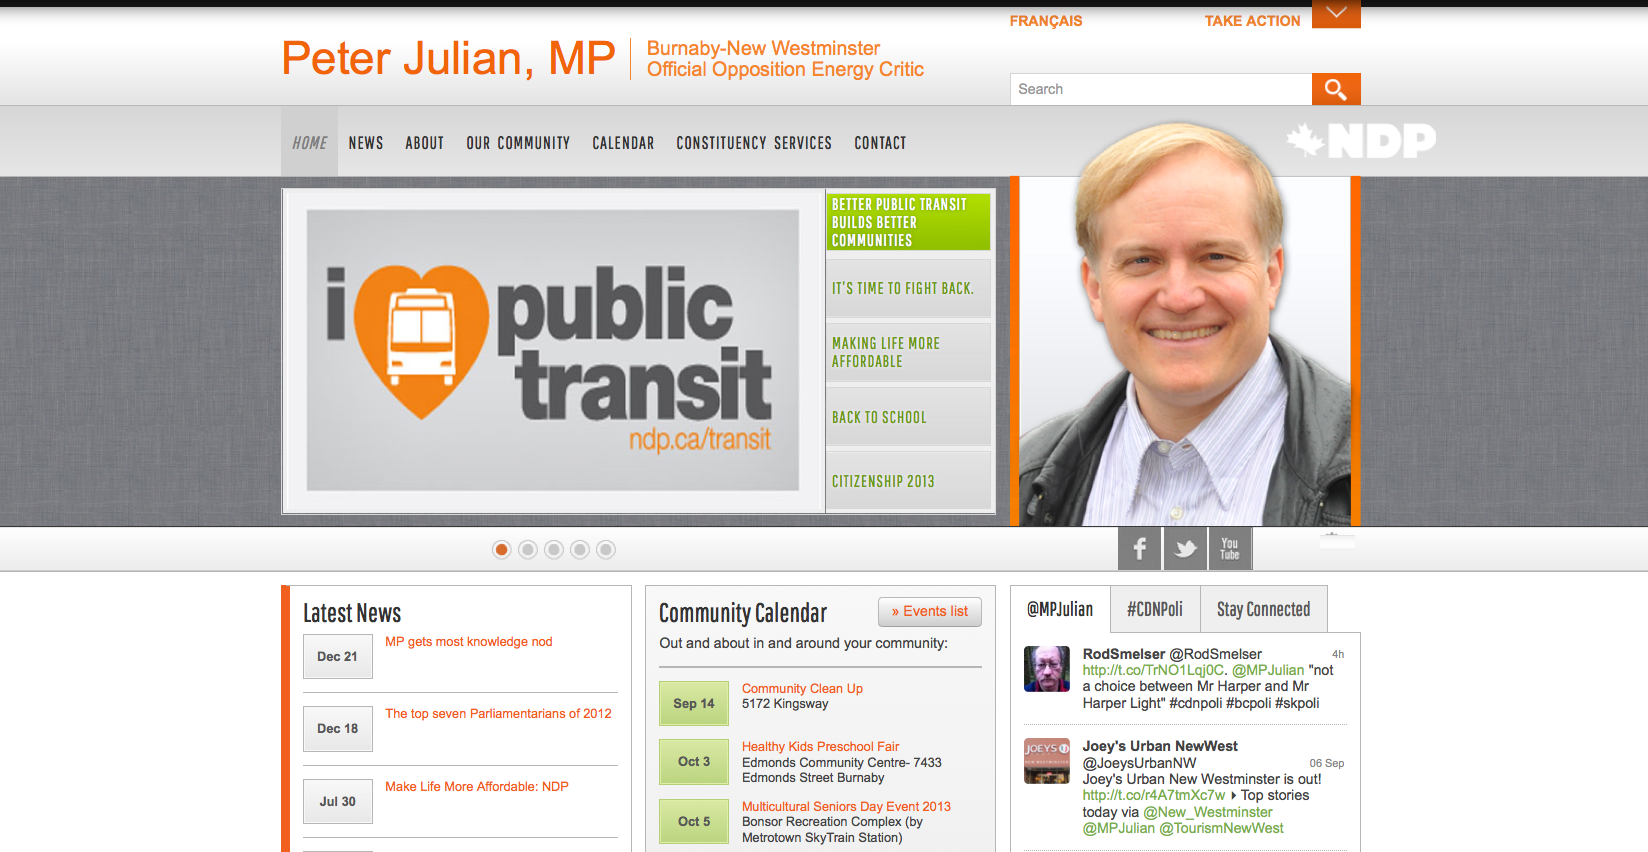 FRANÇAIS
TAKE ACTION
Peter Julian, MP
Burnaby-New Westminster
Official Opposition Energy Critic
Search
HOME
NEWS
ABOUT
OUR COMMUNITY
CALENDAR
CONSTITUENCY SERVICES
CONTACT
NDP
i public
transit
ndp.ca/transit
BETTER PUBLIC TRANSIT
BUILDS BETTER
COMMUNITIES
IT'S TIME TO FIGHT BACK.
MAKING LIFE MORE
AFFORDABLE
BACK TO SCHOOL
CITIZENSHIP 2013
f
You
Tube
Latest News
Dec 21
MP gets most knowledge nod
Dec 18
The top seven Parliamentarians of 2012
Jul 30
Make Life More Affordable: NDP
Community Calendar
» Events list
Out and about in and around your community:
Sep 14
Community Clean Up
5172 Kingsway
Oct 3
Healthy Kids Preschool Fair
Edmonds Community Centre- 7433
Edmonds Street Burnaby
Oct 5
Multicultural Seniors Day Event 2013
Bonsor Recreation Complex (by
Metrotown SkyTrain Station)
@MPJulian
#CDNPoli
Stay Connected
RodSmelser @RodSmelser 4h
http://t.co/TrNO1Lqj0C. @MPJulian "not
a choice between Mr Harper and Mr
Harper Light" #cdnpoli #bcpoli #skpoli
JOEYS
Joey's Urban NewWest
@JoeysUrbanNW 06 Sep
Joey's Urban New Westminster is out!
http://t.co/r4A7tmXc7w ▸ Top stories
today via @New_Westminster
@MPJulian @TourismNewWest